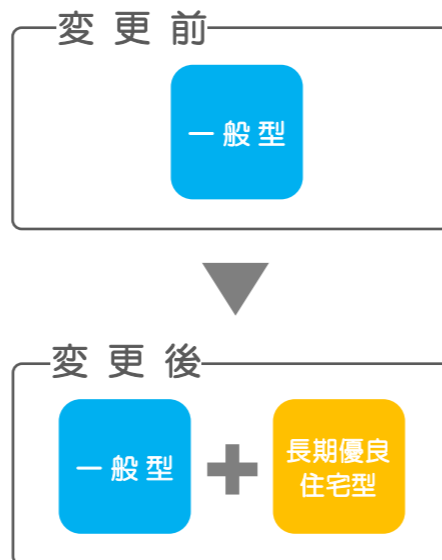 変更前
一般型
変更後
一般型
長期優良
住宅型